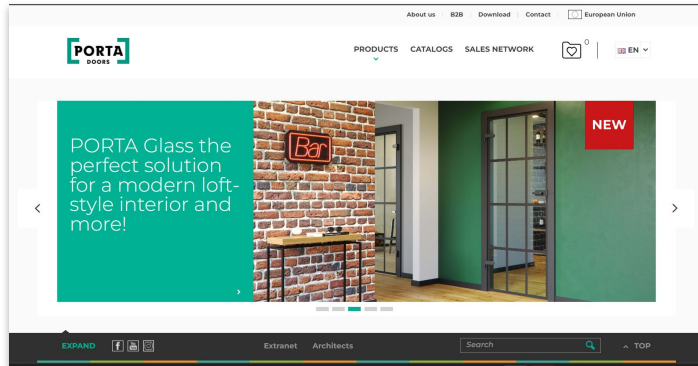 About us B2B Download Contact European Union
PORTA
DOORS
PRODUCTS CATALOGS SALES NETWORK 0 EN
PORTA Glass the
perfect solution
for a modern loft-
style interior and
more!
Bar
NEW
EXPAND Extranet Architects Search TOP